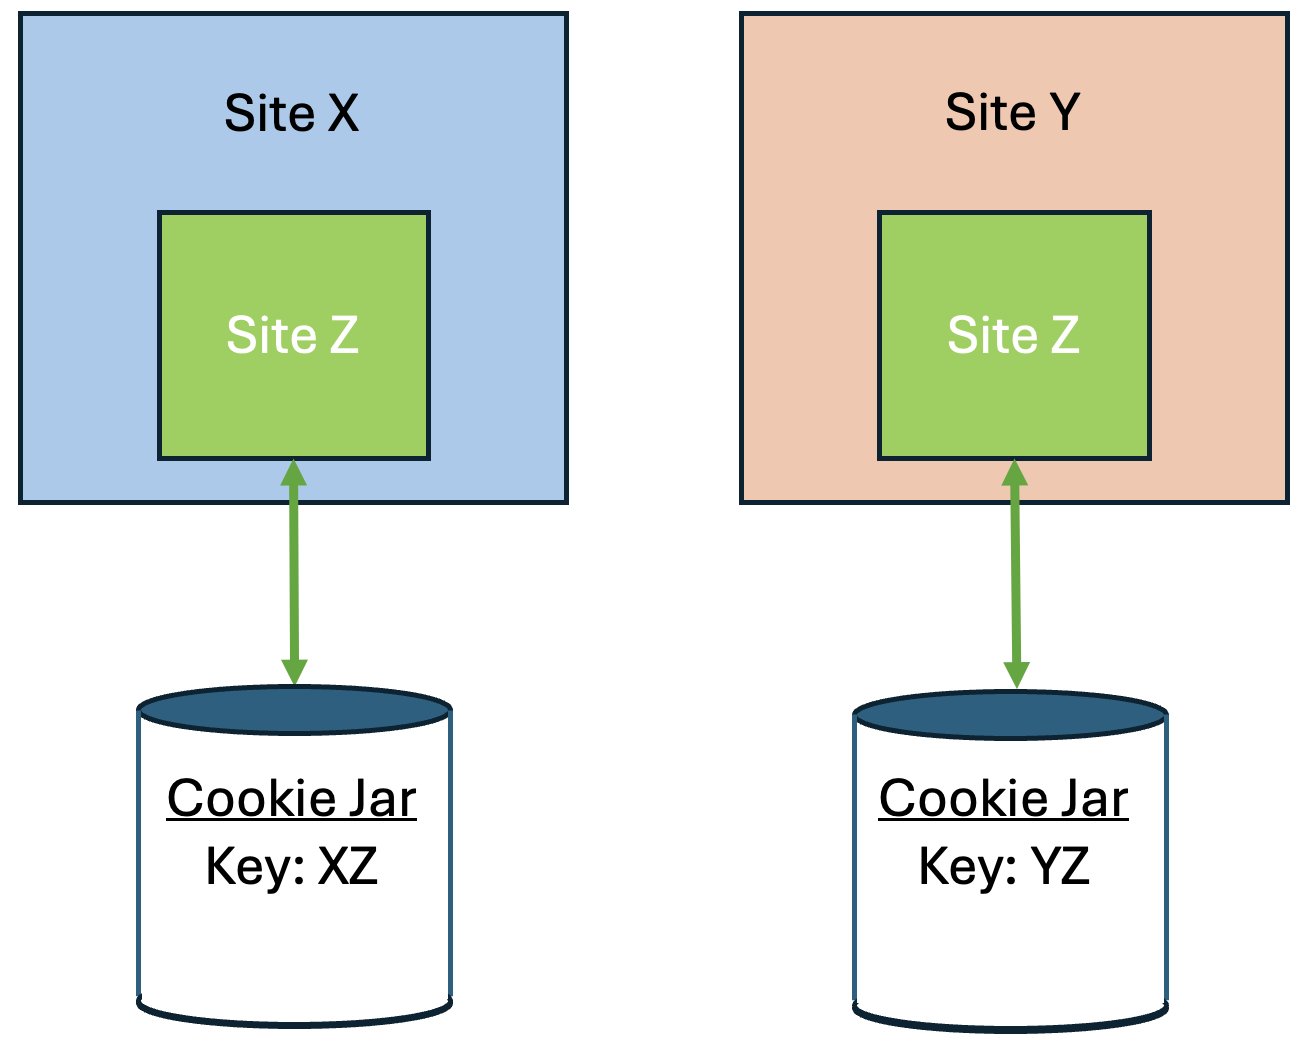 Site X
Site Y
Site Z
Site Z
Cookie Jar
Key: XZ
Cookie Jar
Key: YZ